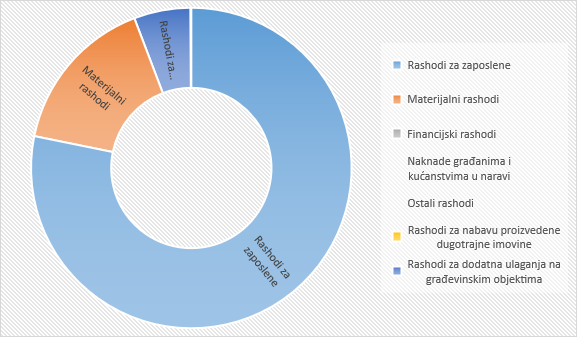 Rashodi za...
Materijalni
rashodi
Rashodi za
zaposlene
Rashodi za zaposlene
Materijalni rashodi
Financijski rashodi
Naknade građanima i
kućanstvima u naravi
Ostali rashodi
Rashodi za nabavu proizvedene
dugotrajne imovine
Rashodi za dodatna ulaganja na
građevinskim objektima